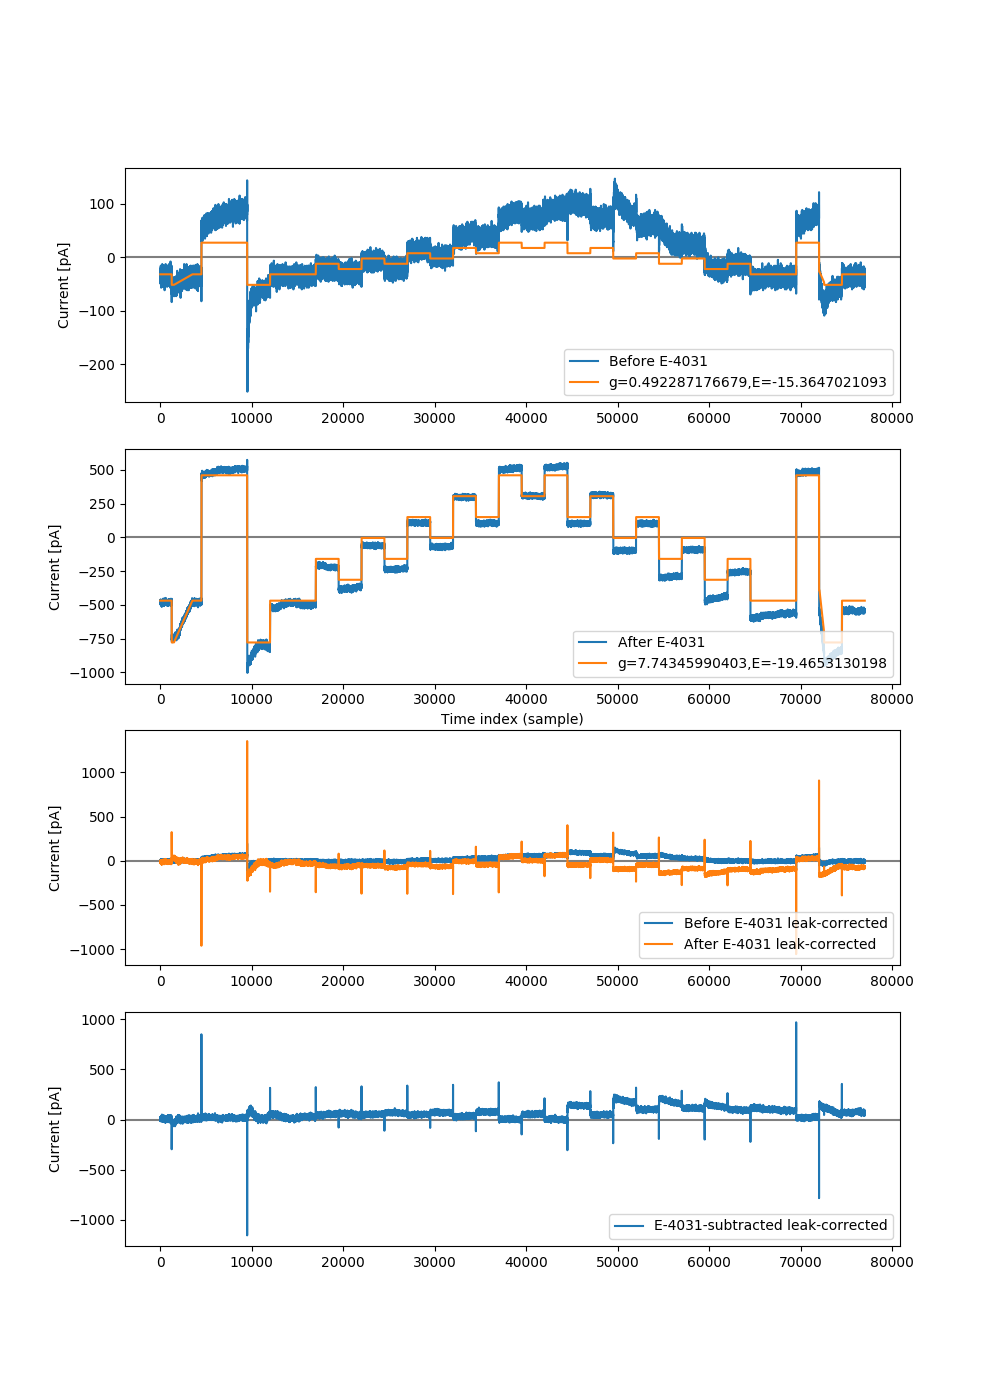 100
0
−100
−200
Current [pA]
Before E-4031
g=0.492287176679,E=-15.3647021093
0 10000 20000 30000 40000 50000 60000 70000 80000
500
250
0
−250
−500
−750
−1000
Current [pA]
After E-4031
g=7.74345990403,E=-19.4653130198
0 10000 20000 30000 40000 50000 60000 70000 80000
Time index (sample)
1000
500
0
−500
−1000
Current [pA]
Before E-4031 leak-corrected
After E-4031 leak-corrected
0 10000 20000 30000 40000 50000 60000 70000 80000
1000
500
0
−500
−1000
Current [pA]
E-4031-subtracted leak-corrected
0 10000 20000 30000 40000 50000 60000 70000 80000